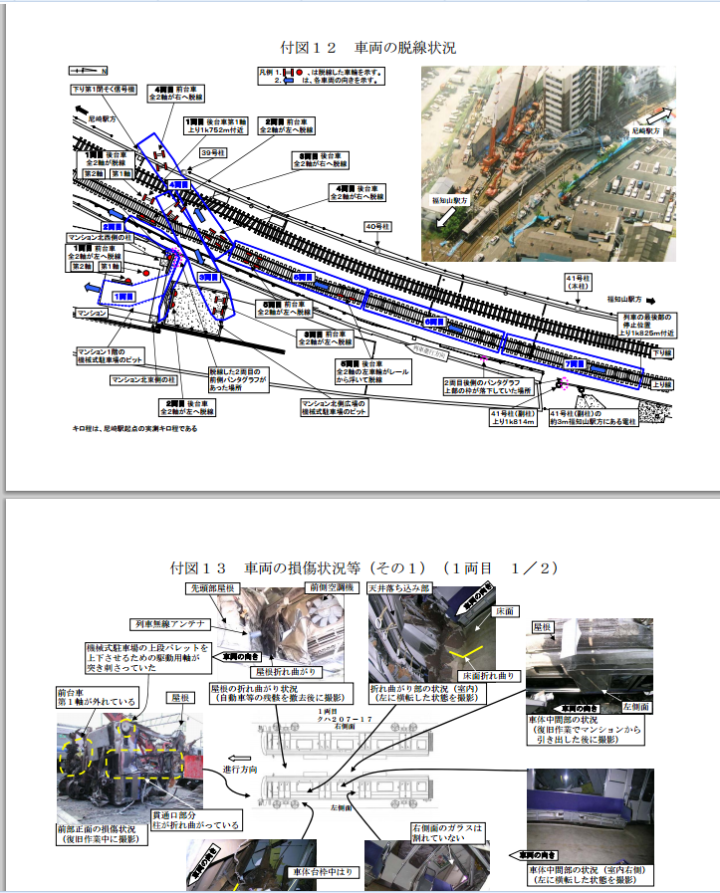 付図12　車両の脱線状況
凡例 1. 、は脱線した車輪を示す。
2. は、各車両の向きを示す。
N
尼崎駅方
下り第1閉そく信号機
4両目 前台車
全2軸が右へ脱線
1両目 後台車第1軸
上り1k752m付近
2両目 前台車
全2軸が左へ脱線
39号柱
3両目 後台車
全2軸が右へ脱線
4両目 後台車
全2軸が右へ脱線
1両目 後台車
全2軸が脱線
第2軸
第1軸
4両目
2両目
マンション北西側の柱
1両目 前台車
全2軸が左へ脱線
第2軸
第1軸
1両目
マンション
3両目
40号柱
5両目
6両目
7両目
41号柱
(本柱)
福知山駅方
列車の最後部の
停止位置
上り1k825m付近
下り線
上り線
5両目 前台車
全2軸が左へ脱線
3両目 前台車
全2軸が左へ脱線
5両目 後台車
全2軸の左車輪がレール
から浮いて脱線
マンション1階の
機械式駐車場のピット
マンション北東側の柱
脱線した2両目の
前側パンタグラフが
あった場所
2両目 後台車
全2軸が左へ脱線
マンション北側広場の
機械式駐車場のピット
2両目後側のパンタグラフ
上部の枠が落下していた場所
41号柱(副柱)
上り1k814m
41号柱(副柱)の
約3m福知山駅方にある電柱
キロ程は、尼崎駅起点の実測キロ程である
尼崎駅方
福知山駅方
付図13　車両の損傷状況等(その1)(1両目　1/2)
先頭部屋根
前側空調機
列車無線アンテナ
機械式駐車場の上段パレットを
上下させるための駆動用軸が
突き刺さっていた
車両の向き
屋根折れ曲がり
屋根の折れ曲がり状況
(自動車等の残骸を撤去後に撮影)
天井落ち込み部
車両の向き
床面
床面折れ曲り
折れ曲がり部の状況(室内)
(左に横転した状態を撮影)
屋根
左側面
車両の向き
車体中間部の状況
(復旧作業でマンションから
引き出した後に撮影)
前台車
第1軸が外れている
屋根
貫通口部分
柱が折れ曲がっている
前部正面の損傷状況
(復旧作業中に撮影)
1両目
クハ207-17
右側面
進行方向
左側面
車両の向き
車体台枠中はり
右側面のガラスは
割れていない
車両の向き
車体中間部の状況(室内右側)
(左に横転した状態を撮影)